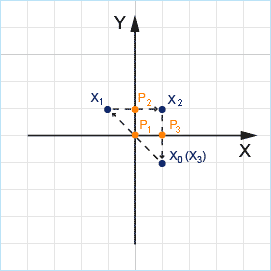 Y
X₁ P₂ X₂
P₁ P₃
X
X₀ (X₃)